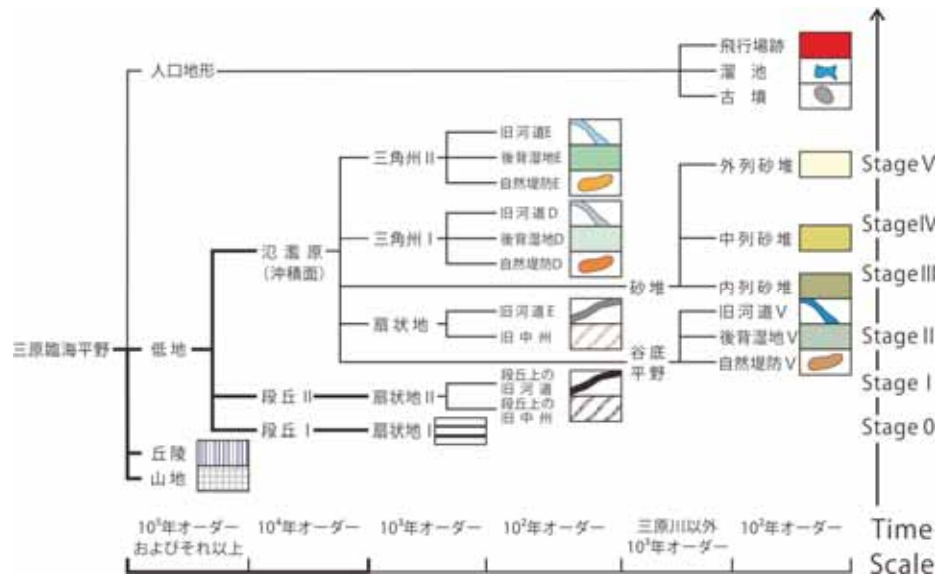 飛行場跡
人口地形
溜池
古墳
旧河道E
三角州 II
後背湿地E
自然堤防E
外列砂堆
Stage V
旧河道D
三角州 I
後背湿地D
自然堤防D
氾濫原
(沖積面)
中列砂堆
Stage IV
砂堆
内列砂堆
Stage III
旧河道E
扇状地
旧中州
谷底
平野
旧河道V
後背湿地V
自然堤防V
Stage II
三原臨海平野
低地
段丘 II
扇状地 II
段丘上の
旧河道
段丘上の
旧中州
Stage I
段丘 I
扇状地 I
Stage 0
丘陵
山地
10⁵年オーダー
およびそれ以上
10⁴年オーダー
10³年オーダー
10²年オーダー
三原川以外
10³年オーダー
10²年オーダー
Time
Scale